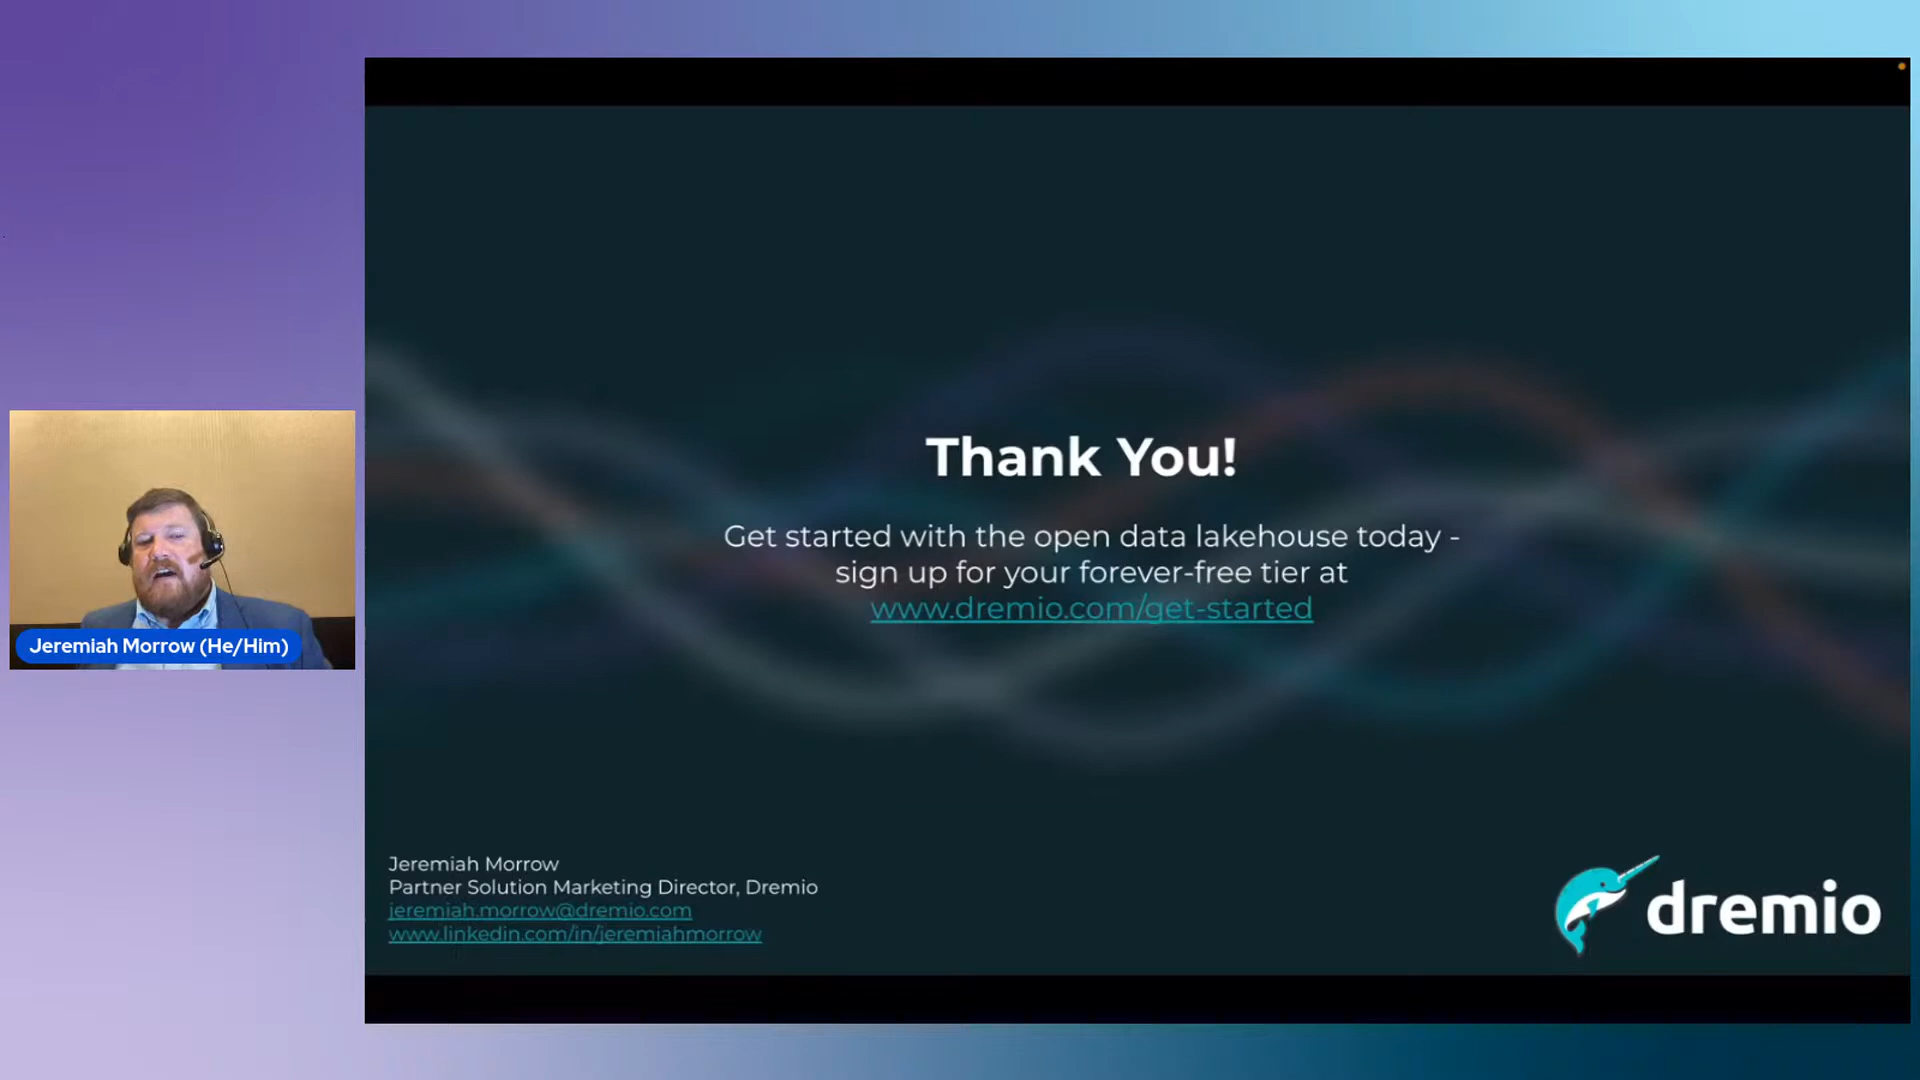 Thank You!
Get started with the open data lakehouse today -
sign up for your forever-free tier at
www.dremio.com/get-started
Jeremiah Morrow (He/Him)
Jeremiah Morrow
Partner Solution Marketing Director, Dremio
jeremiah.morrow@dremio.com
www.linkedin.com/in/jeremiahmorrow
dremio